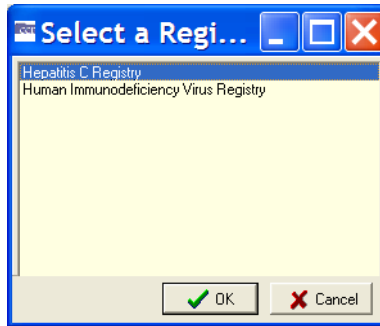 Select a Regi...
Hepatitis C Registry
Human Immunodeficiency Virus Registry
OK
Cancel